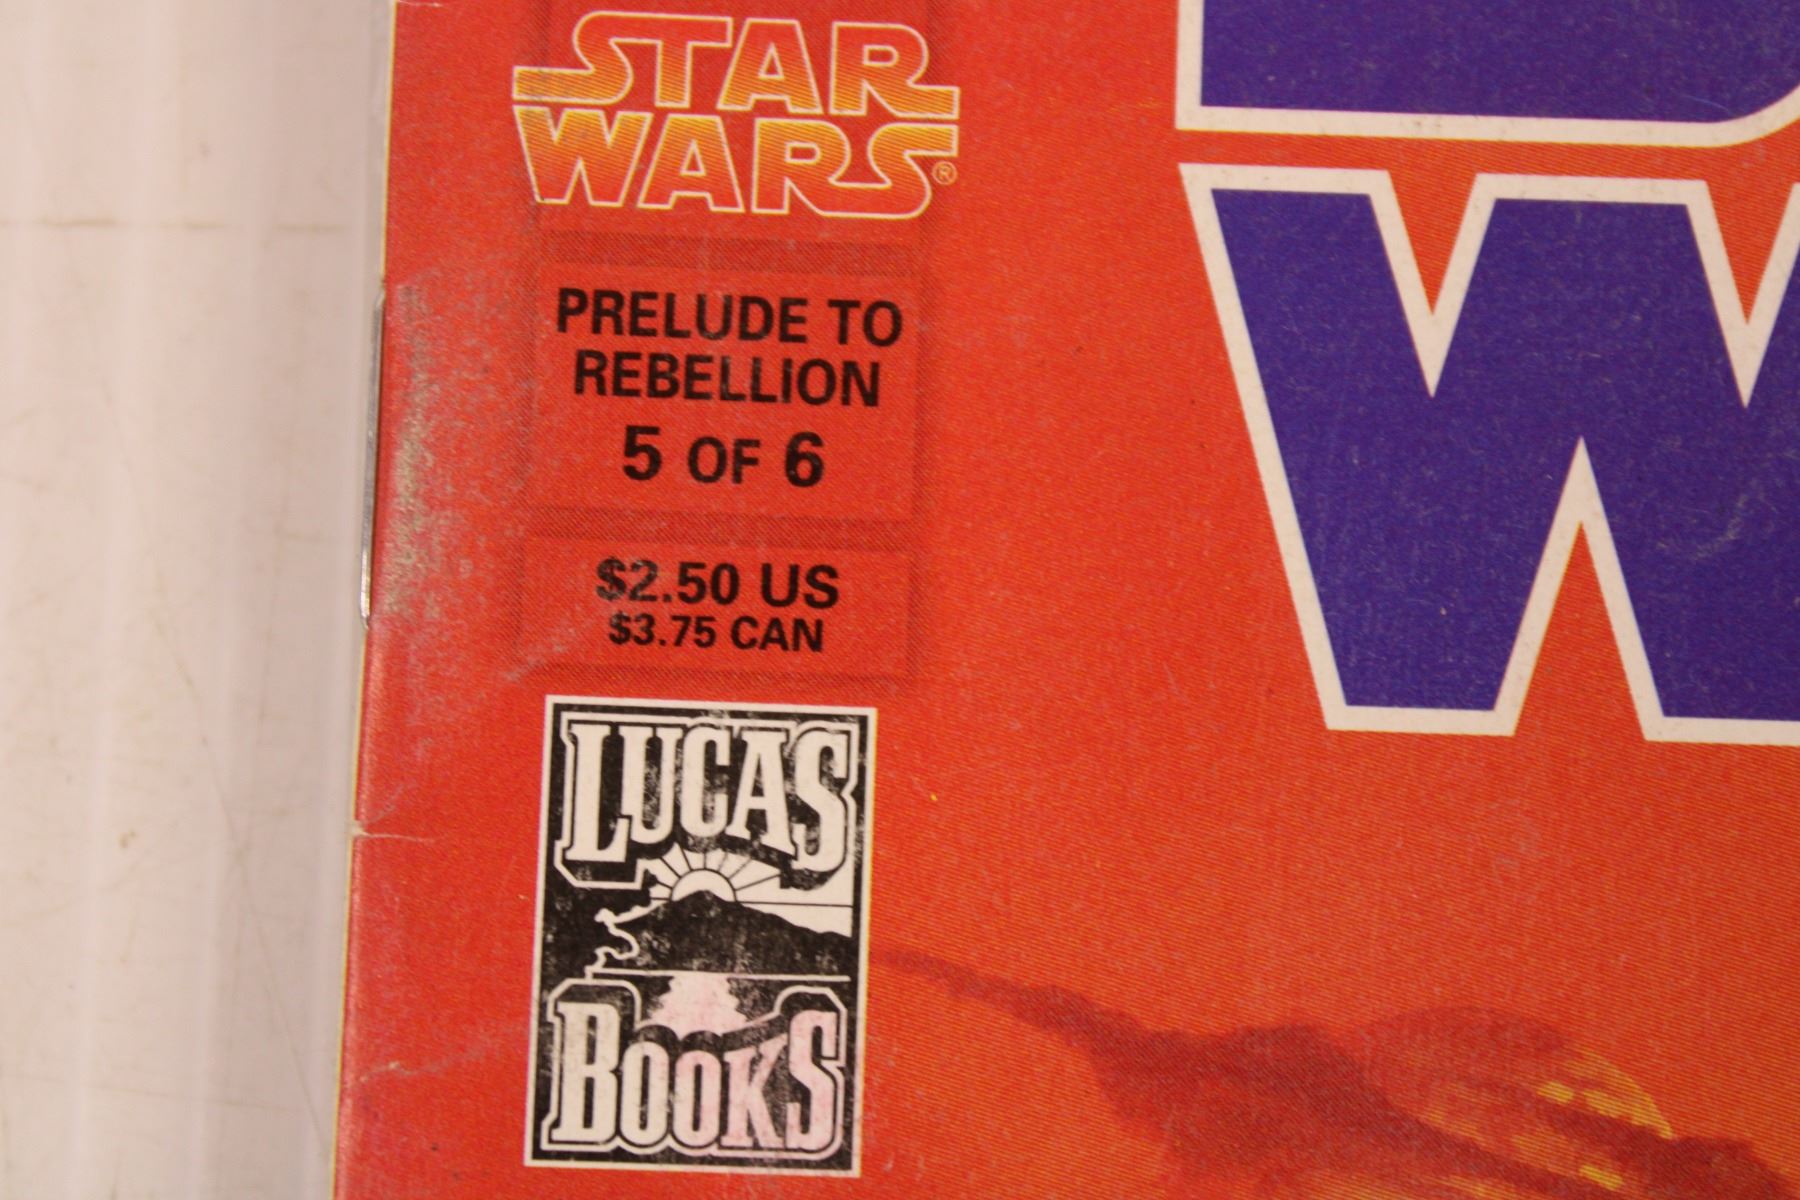 STAR
WARS®
PRELUDE TO
REBELLION
5 OF 6
$2.50 US
$3.75 CAN
LUCAS
BOOKS
W